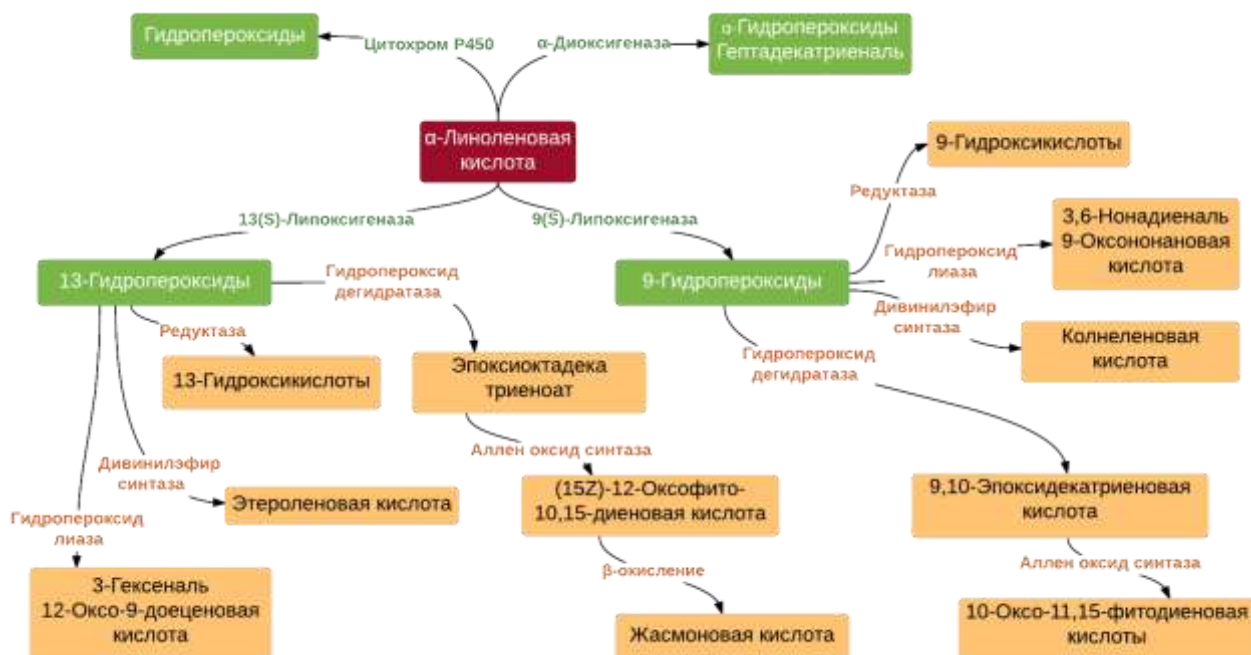 Гидропероксиды
Цитохром P450
α-Диоксигеназа
α-Гидропероксиды
Гептадекатриеналь
α-Линоленовая
кислота
9-Гидроксикислоты
Редуктаза
13(S)-Липоксигеназа
9(S)-Липоксигеназа
3,6-Нонадиеналь
9-Оксононановая
кислота
Гидропероксид
лиаза
13-Гидропероксиды
Гидропероксид
дегидратаза
9-Гидропероксиды
Дивинилэфир
синтаза
Колнеленовая
кислота
Редуктаза
13-Гидроксикислоты
Эпоксиоктадека
триеноат
Гидропероксид
дегидратаза
Аллен оксид синтаза
Дивинилэфир
синтаза
Этероленовая кислота
(15Z)-12-Оксофито-
10,15-диеновая кислота
9,10-Эпоксидекатриеновая
кислота
Гидропероксид
лиаза
β-окисление
Аллен оксид синтаза
3-Гексеналь
12-Оксо-9-доеценовая
кислота
Жасмоновая кислота
10-Оксо-11,15-фитодиеновая
кислоты